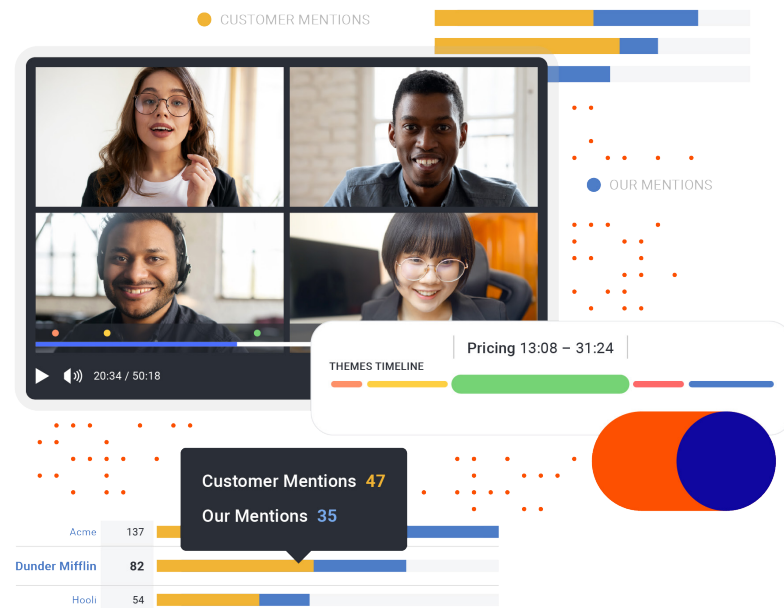 CUSTOMER MENTIONS
OUR MENTIONS
Pricing 13:08 – 31:24
THEMES TIMELINE
20:34 / 50:18
Customer Mentions 47
Our Mentions 35
Acme 137
Dunder Mifflin 82
Hooli 54